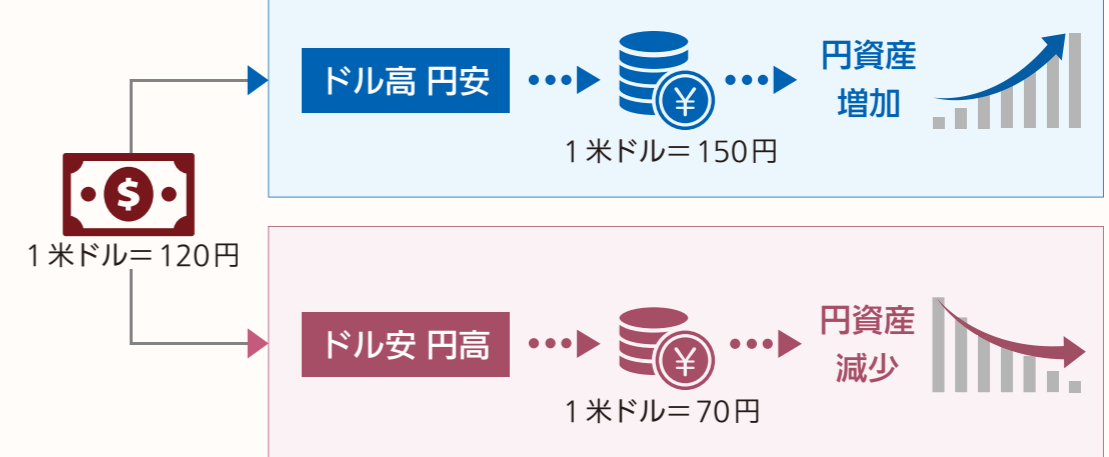 ドル高 円安
¥
1米ドル=150円
円資産
増加
$
1米ドル=120円
ドル安 円高
¥
1米ドル=70円
円資産
減少